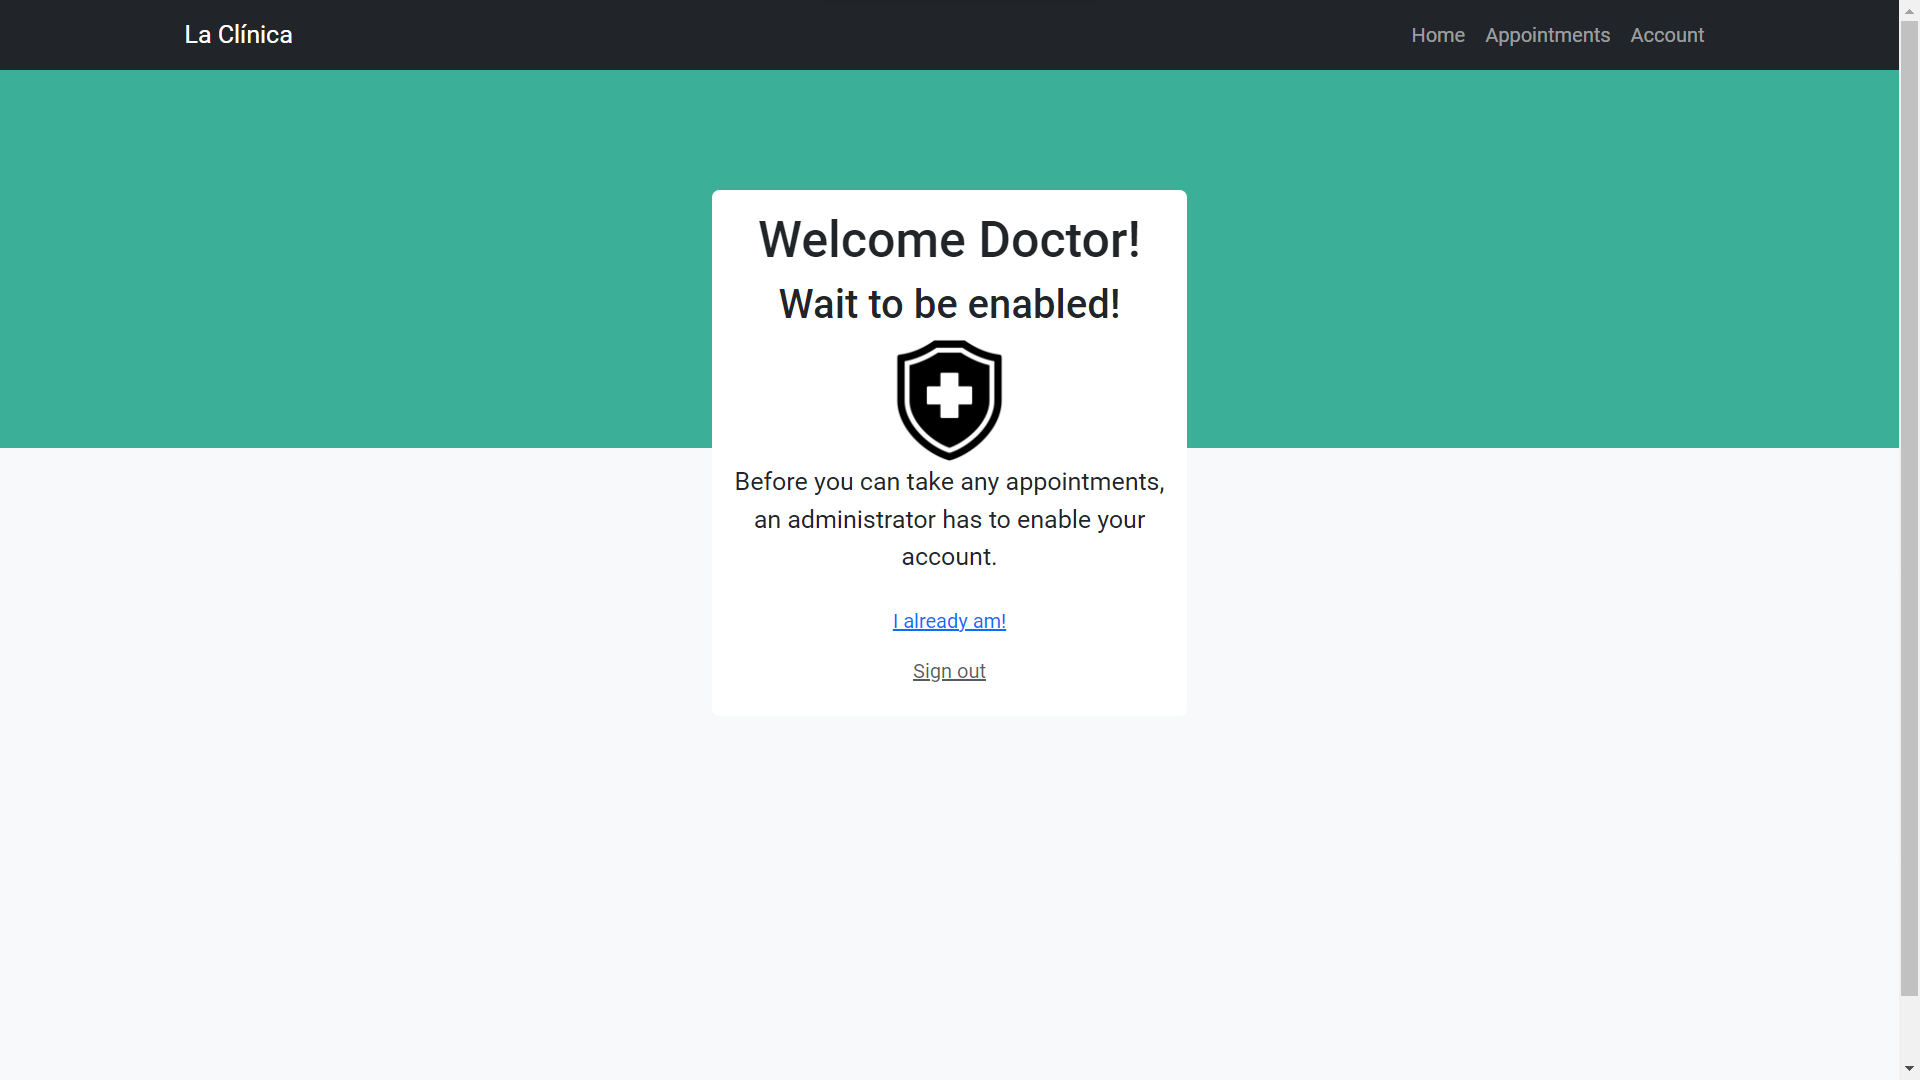 La Clínica
Home Appointments Account
Welcome Doctor!
Wait to be enabled!
Before you can take any appointments,
an administrator has to enable your
account.
I already am!
Sign out